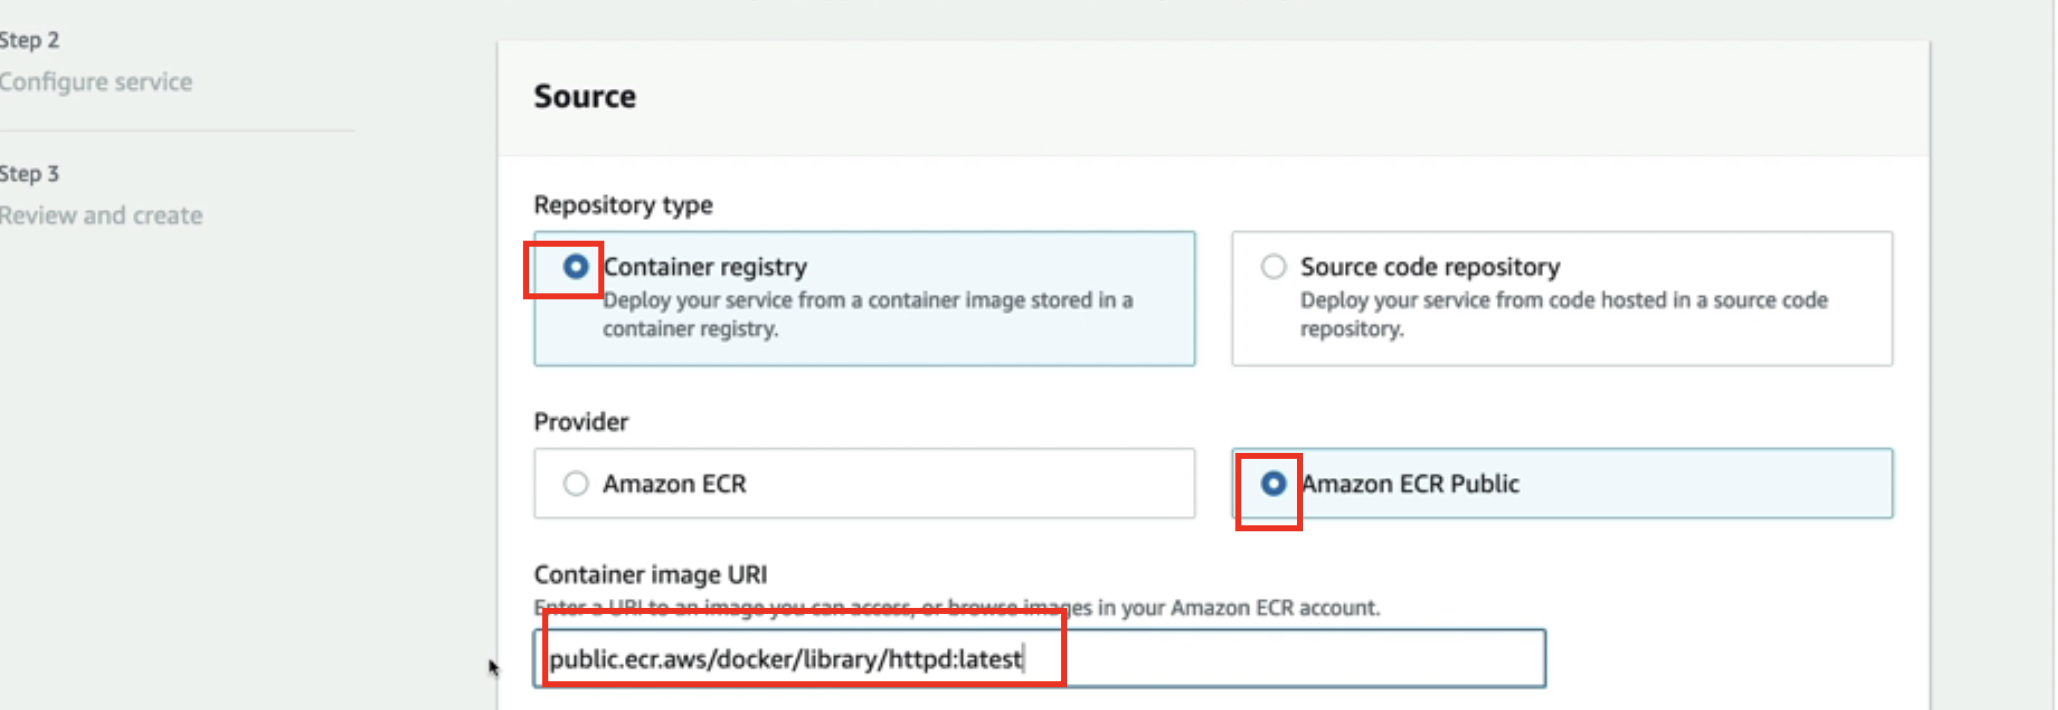 Step 2
Configure service
Step 3
Review and create
Source
Repository type
Container registry
Deploy your service from a container image stored in a
container registry.
Source code repository
Deploy your service from code hosted in a source code
repository.
Provider
Amazon ECR
Amazon ECR Public
Container image URI
Enter a URI to an image you can access, or browse images in your Amazon ECR account.
public.ecr.aws/docker/library/httpd:latest